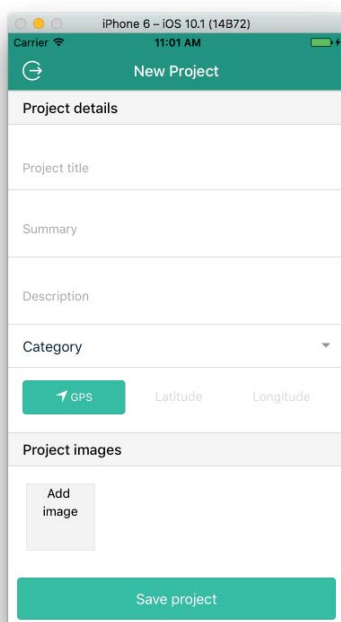 iPhone 6 – iOS 10.1 (14B72)
Carrier 11:01 AM
New Project
Project details
Project title
Summary
Description
Category
GPS Latitude Longitude
Project images
Add
image
Save project